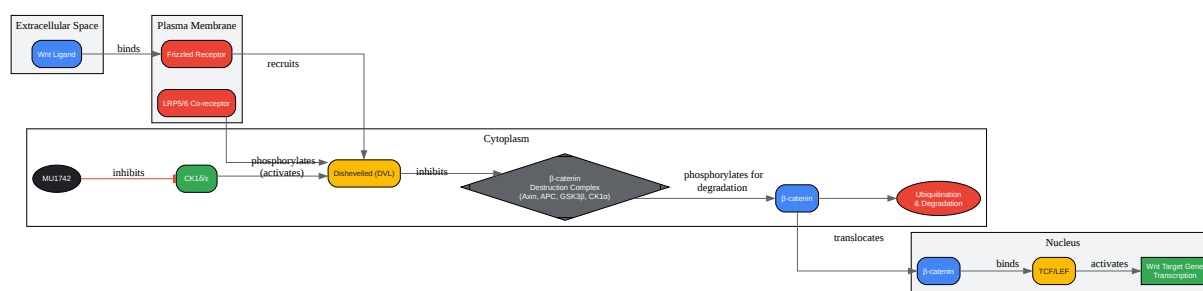 Extracellular Space
Plasma Membrane
Wnt Ligand
binds
Frizzled Receptor
recruits
LRP5/6 Co-receptor
Cytoplasm
MU1742
inhibits
CK1δ/ε
phosphorylates
(activates)
Dishevelled (DVL)
inhibits
β-catenin
Destruction Complex
(Axin, APC, GSK3β, CK1α)
phosphorylates for
degradation
β-catenin
Ubiquitination
& Degradation
translocates
Nucleus
β-catenin
binds
TCF/LEF
activates
Wnt Target Gene
Transcription